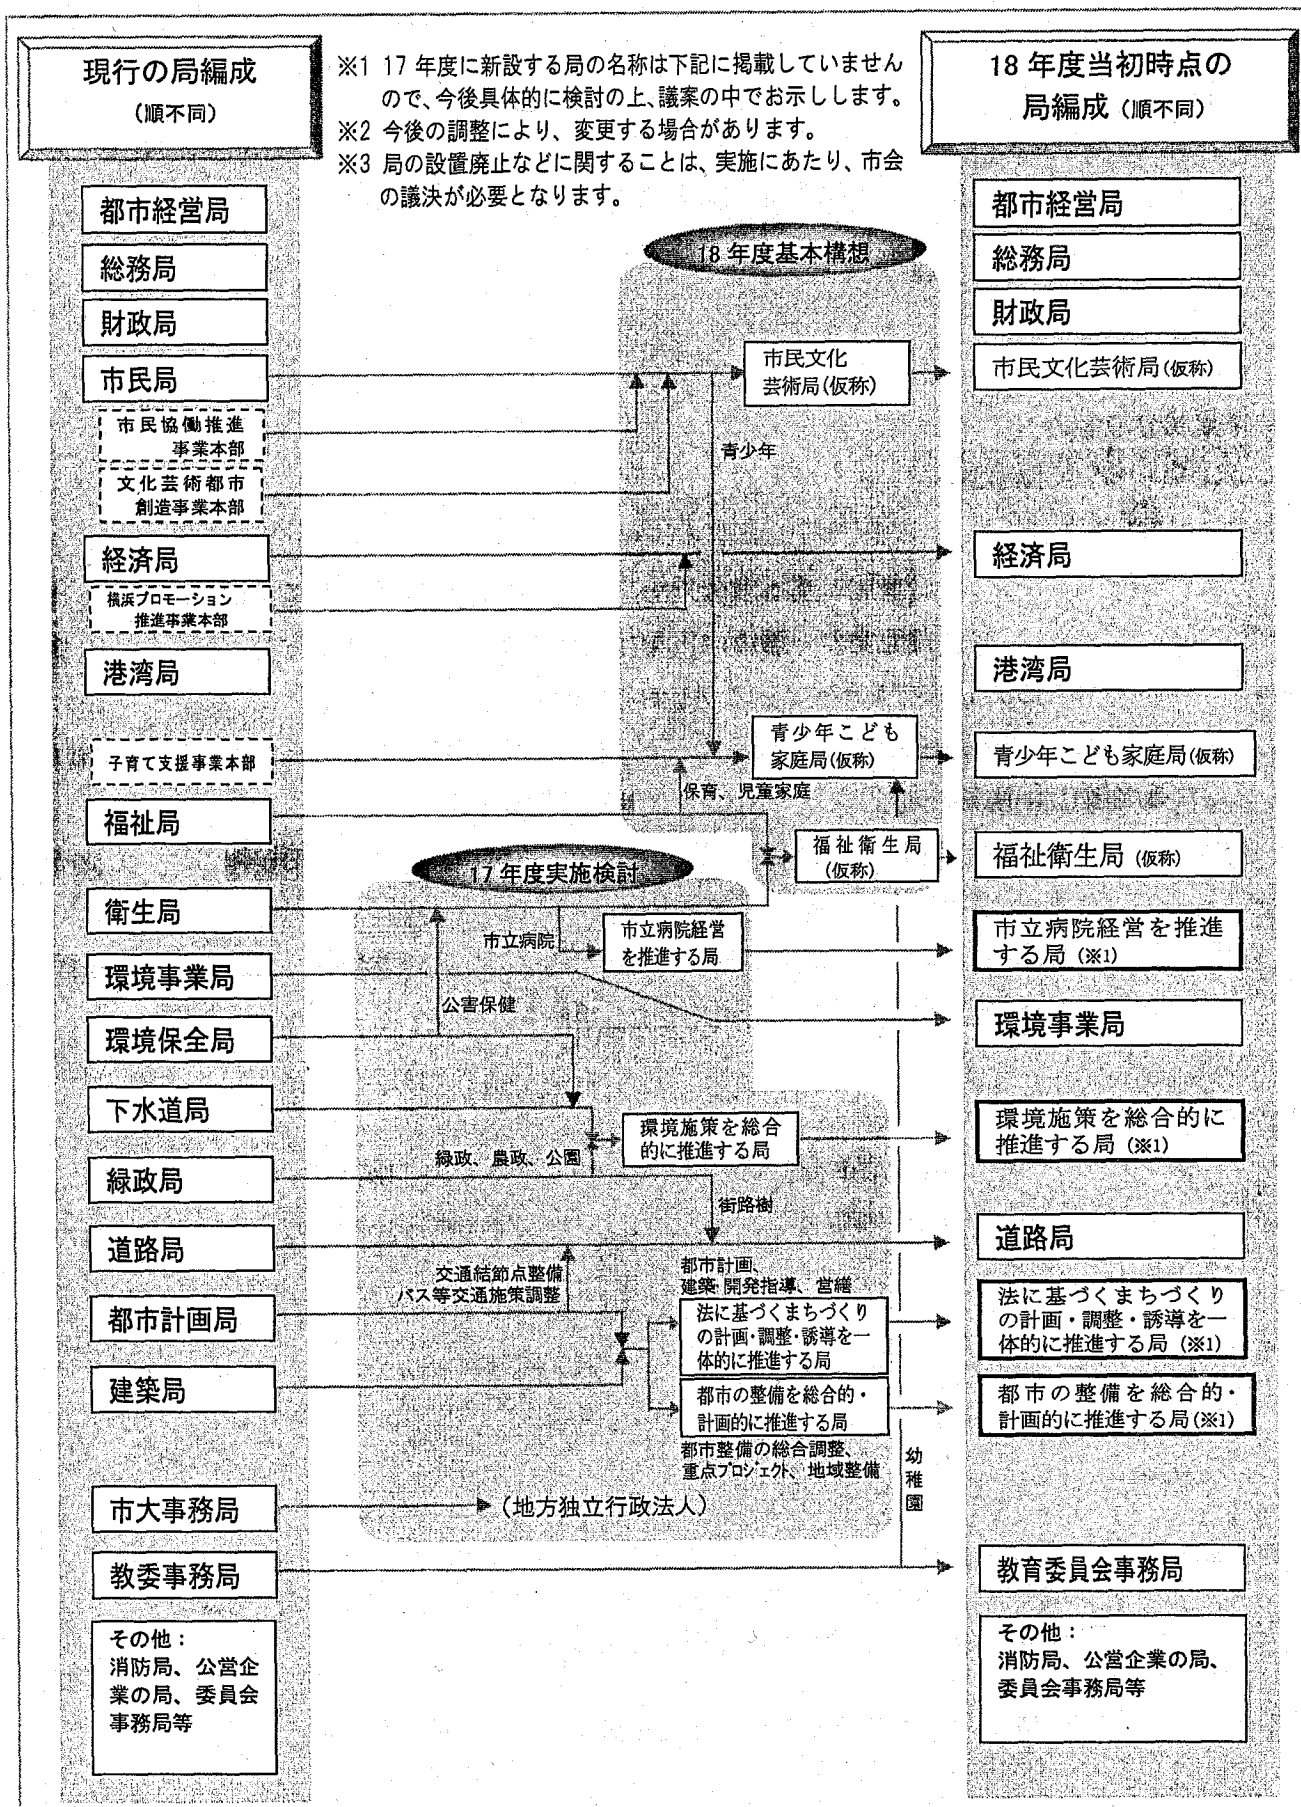 現行の局編成
(順不同)
※1 17年度に新設する局の名称は下記に掲載していません
ので、今後具体的に検討の上、議案の中でお示しします。
※2 今後の調整により、変更する場合があります。
※3 局の設置廃止などに関することは、実施にあたり、市会
の議決が必要となります。
18年度当初時点の
局編成(順不同)
都市経営局
総務局
財政局
市民局
市民協働推進
事業本部
文化芸術都市
創造事業本部
経済局
横浜プロモーション
推進事業本部
港湾局
子育て支援事業本部
福祉局
衛生局
環境事業局
環境保全局
下水道局
緑政局
道路局
都市計画局
建築局
市大事務局
教委事務局
その他:
消防局、公営企
業の局、委員会
事務局等
18年度基本構想
市民文化
芸術局(仮称)
青少年
青少年こども
家庭局(仮称)
保育、児童家庭
福祉衛生局
(仮称)
17年度実施検討
市立病院
市立病院経営
を推進する局
公害保健
環境施策を総合
的に推進する局
緑政、農政、公園
街路樹
交通結節点整備
バス等交通施策調整
都市計画、
建築・開発指導、営繕
法に基づくまちづくり
の計画・調整・誘導を一
体的に推進する局
都市の整備を総合的・
計画的に推進する局
都市整備の総合調整、
重点プロジェクト、地域整備
幼稚園
(地方独立行政法人)
都市経営局
総務局
財政局
市民文化芸術局(仮称)
経済局
港湾局
青少年こども家庭局(仮称)
福祉衛生局(仮称)
市立病院経営を推進
する局(※1)
環境事業局
環境施策を総合的に
推進する局(※1)
道路局
法に基づくまちづくり
の計画・調整・誘導を一
体的に推進する局(※1)
都市の整備を総合的・
計画的に推進する局(※1)
教育委員会事務局
その他:
消防局、公営企業の局、
委員会事務局等